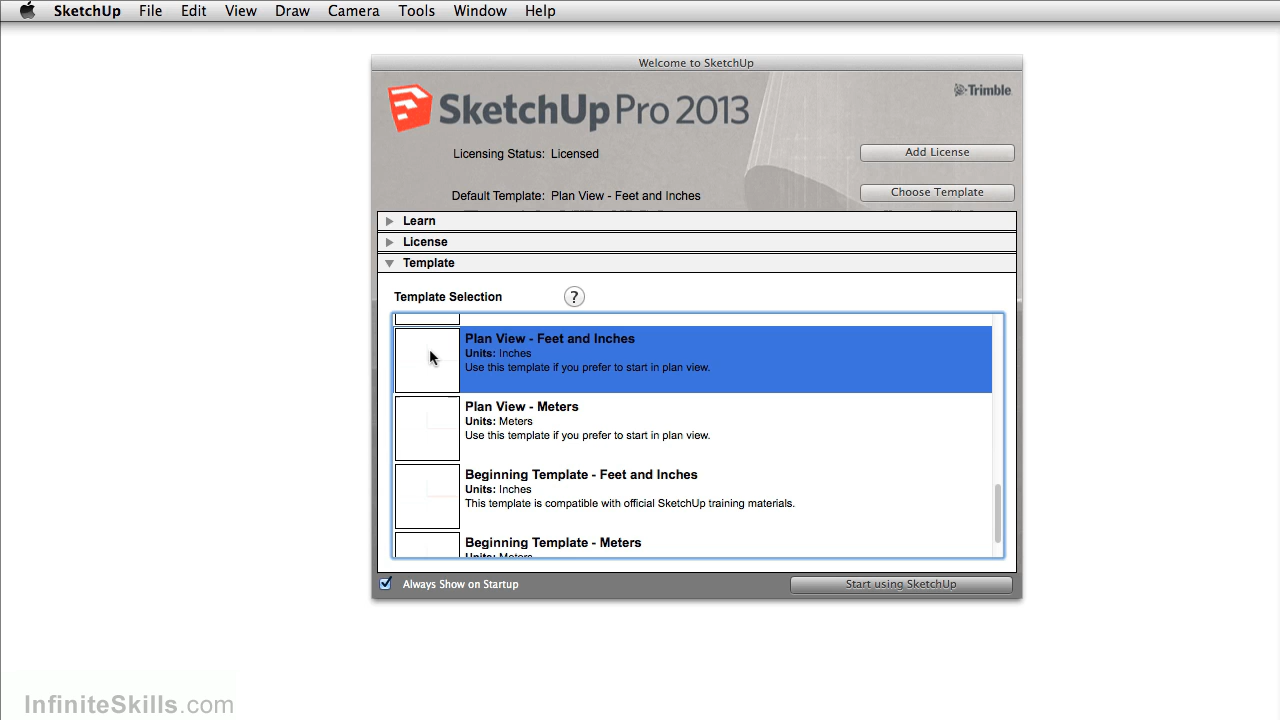 SketchUp File Edit View Draw Camera Tools Window Help
Welcome to SketchUp
Trimble
SketchUp Pro 2013
Licensing Status: Licensed
Add License
Default Template: Plan View - Feet and Inches
Choose Template
Learn
License
Template
Template Selection ?
Plan View - Feet and Inches
Units: Inches
Use this template if you prefer to start in plan view.
Plan View - Meters
Units: Meters
Use this template if you prefer to start in plan view.
Beginning Template - Feet and Inches
Units: Inches
This template is compatible with official SketchUp training materials.
Beginning Template - Meters
Units: Meters
Always Show on Startup
Start using SketchUp
InfiniteSkills.com